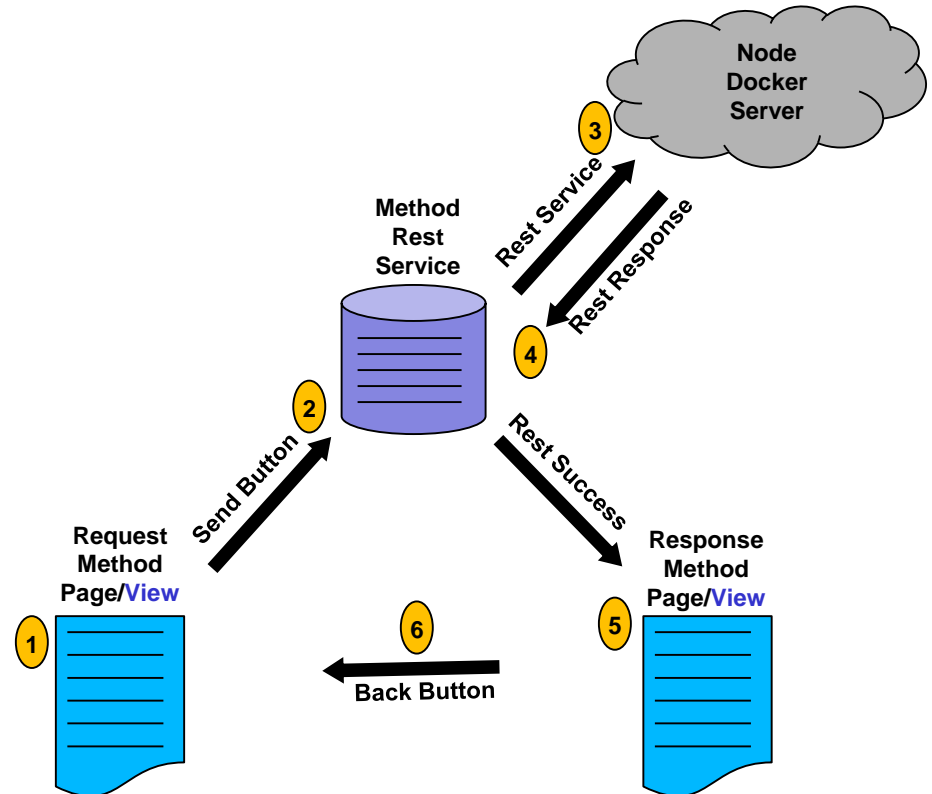 Node
Docker
Server
3
Rest Service
Rest Response
Method
Rest
Service
4
2
Send Button
Rest Success
Request
Method
Page/View
Response
Method
Page/View
1
6
5
Back Button